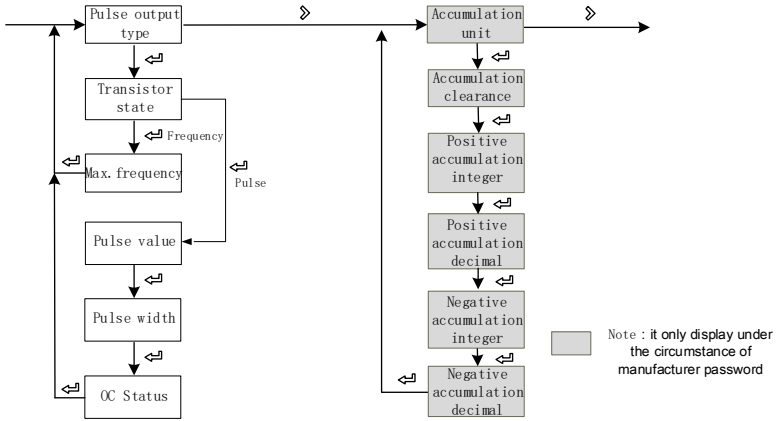 Pulse output
type
Transistor
state
Frequency
Pulse
Max. frequency
Pulse value
Pulse width
OC Status
Accumulation
unit
Accumulation
clearance
Positive
accumulation
integer
Positive
accumulation
decimal
Negative
accumulation
integer
Negative
accumulation
decimal
Note : it only display under
the circumstance of
manufacturer password